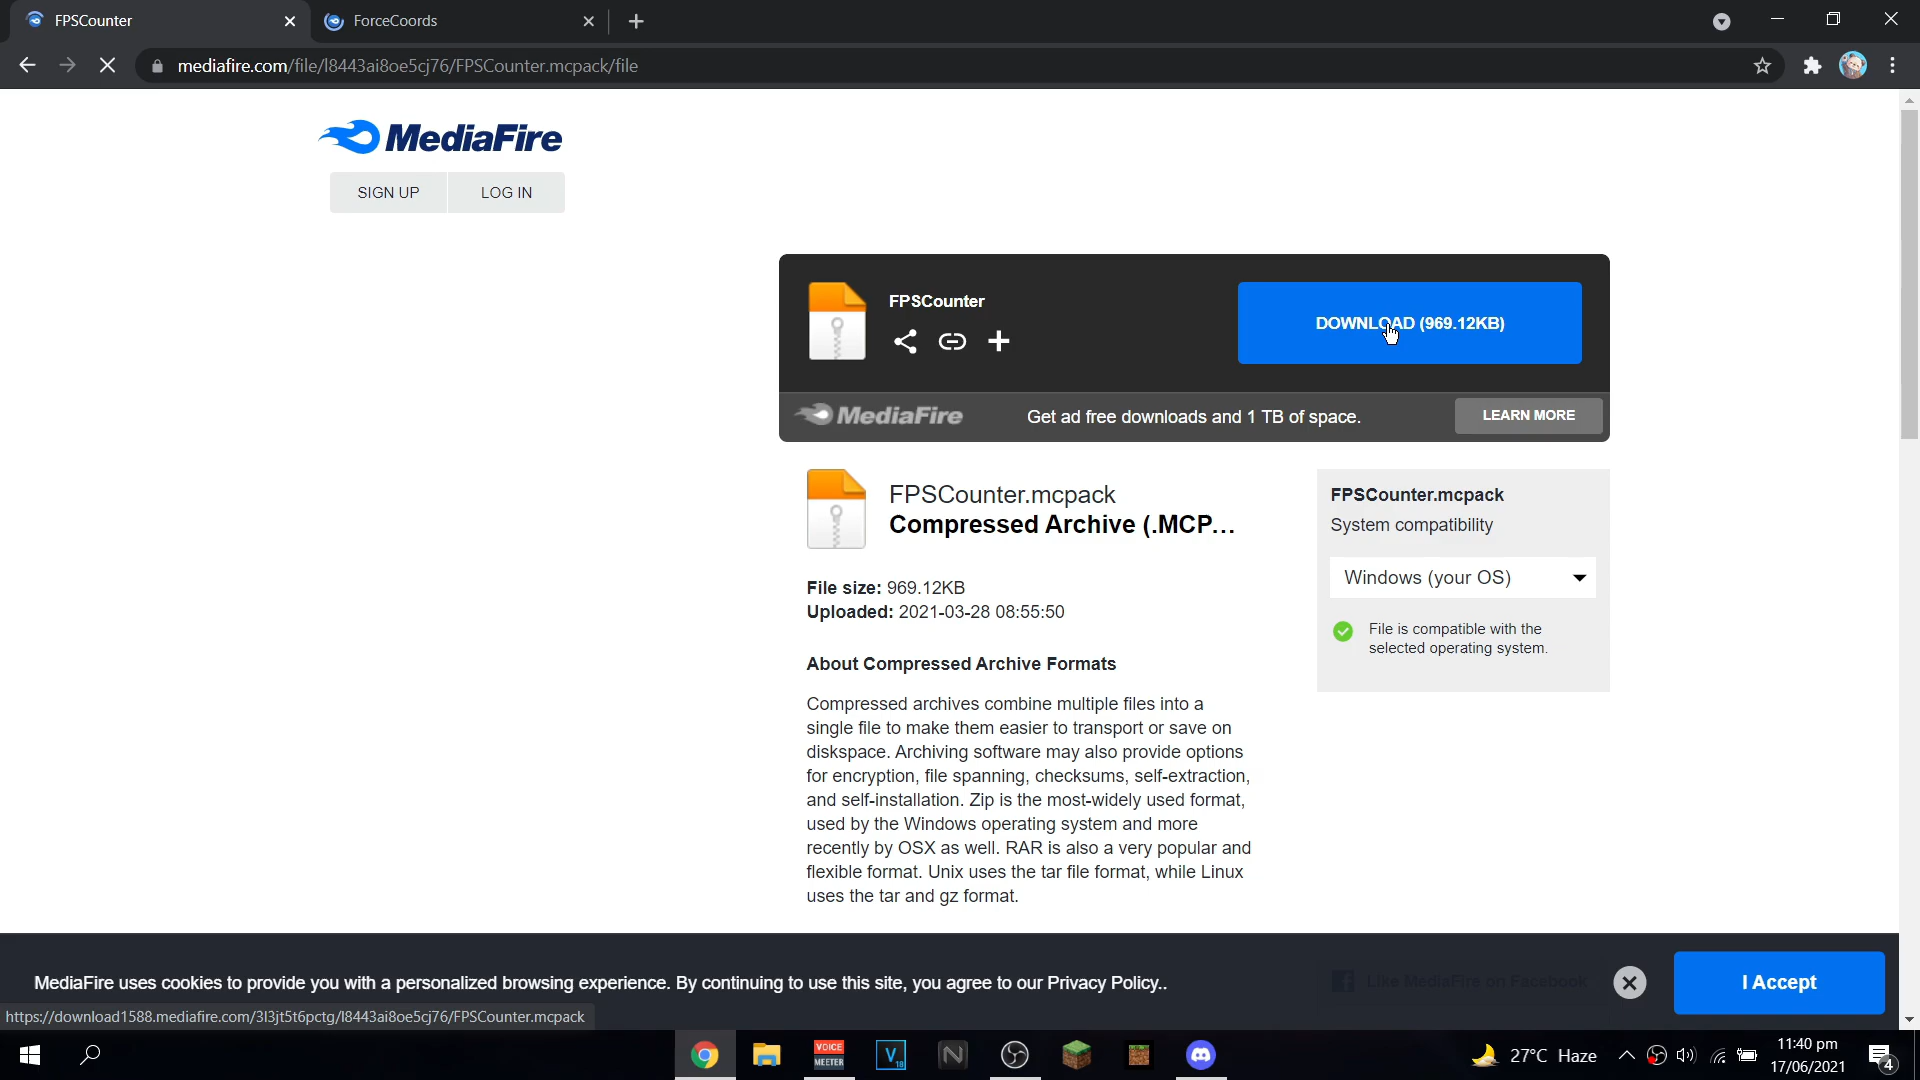 FPSCounter
ForceCoords
mediafire.com/file/l8443ai8oe5cj76/FPSCounter.mcpack/file
MediaFire
SIGN UP
LOG IN
FPSCounter
DOWNLOAD (969.12KB)
MediaFire
Get ad free downloads and 1 TB of space.
LEARN MORE
FPSCounter.mcpack
Compressed Archive (.MCP...
File size: 969.12KB
Uploaded: 2021-03-28 08:55:50
About Compressed Archive Formats
Compressed archives combine multiple files into a
single file to make them easier to transport or save on
diskspace. Archiving software may also provide options
for encryption, file spanning, checksums, self-extraction,
and self-installation. Zip is the most-widely used format,
used by the Windows operating system and more
recently by OSX as well. RAR is also a very popular and
flexible format. Unix uses the tar file format, while Linux
uses the tar and gz format.
FPSCounter.mcpack
System compatibility
Windows (your OS)
File is compatible with the
selected operating system.
MediaFire uses cookies to provide you with a personalized browsing experience. By continuing to use this site, you agree to our Privacy Policy..
Like MediaFire on Facebook
I Accept
https://download1588.mediafire.com/3l3jt5t6pctg/l8443ai8oe5cj76/FPSCounter.mcpack
VOICE
MEETER
V
18
N
27°C Haze
11:40 pm
17/06/2021
4